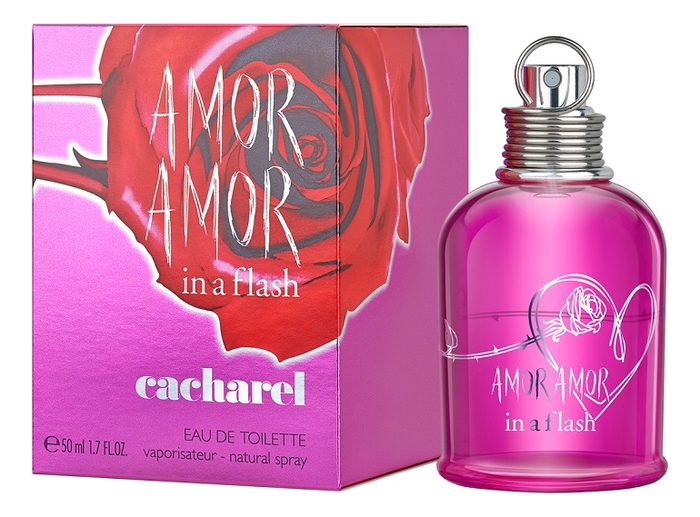 AMOR
AMOR
in a flash
cacharel
EAU DE TOILETTE
℮50 ml 1.7 FL.OZ.
vaporisateur - natural spray
AMOR AMOR
in a flash